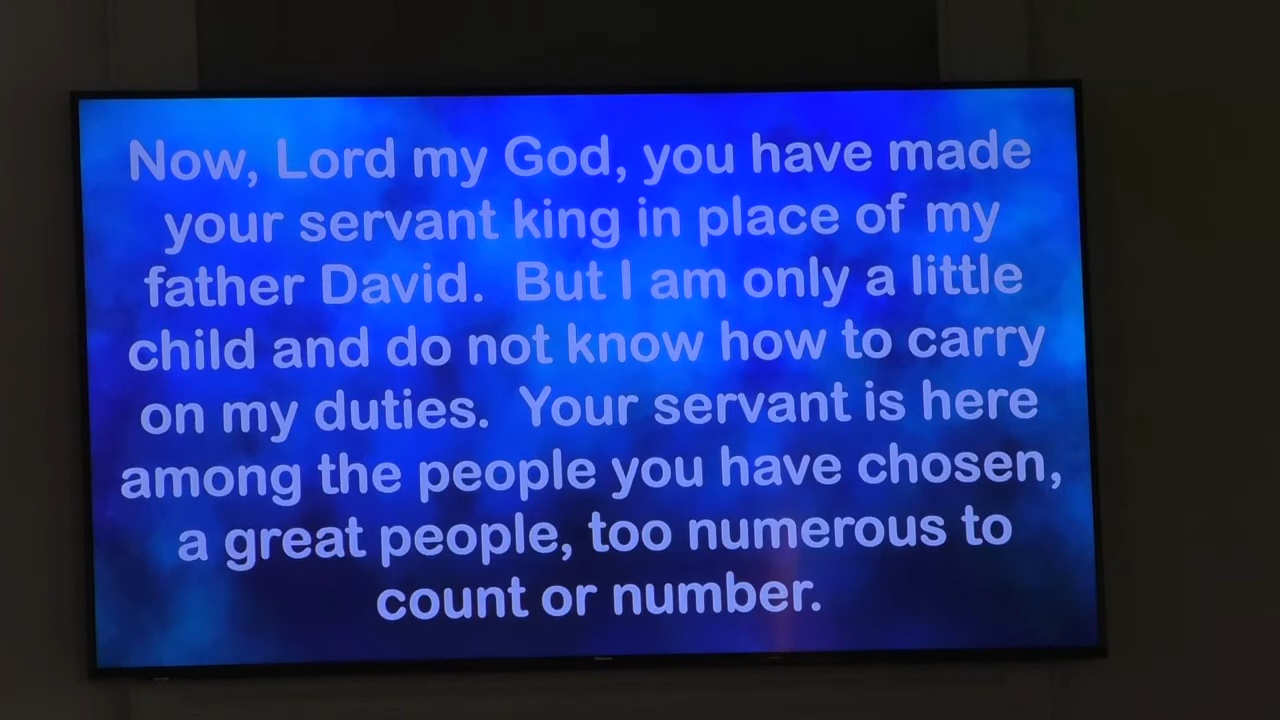 Now, Lord my God, you have made
your servant king in place of my
father David.  But I am only a little
child and do not know how to carry
on my duties.  Your servant is here
among the people you have chosen,
a great people, too numerous to
count or number.